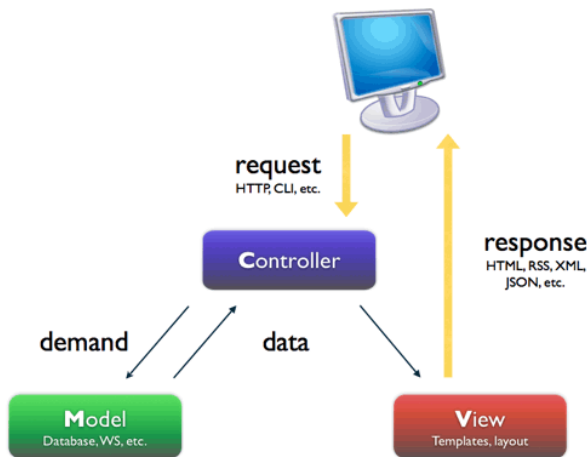 request
HTTP, CLI, etc.
response
HTML, RSS, XML,
JSON, etc.
Controller
demand
data
Model
Database, WS, etc.
View
Templates, layout